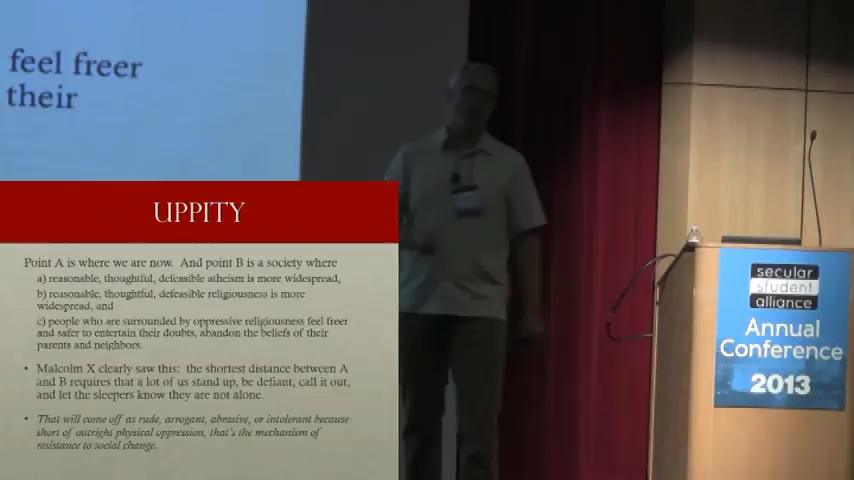 feel freer
their
UPPITY
Point A is where we are now. And point B is a society where
a) reasonable, thoughtful, defeasible atheism is more widespread,
b) reasonable, thoughtful, defeasible religiousness is more
widespread, and
c) people who are surrounded by oppressive religiousness feel freer
and safer to entertain their doubts, abandon the beliefs of their
parents and neighbors.
• Malcolm X clearly saw this: the shortest distance between A
and B requires that a lot of us stand up, be defiant, call it out,
and let the sleepers know they are not alone.
• That will come off as rude, arrogant, abrasive, or intolerant because
short of outright physical oppression, that's the mechanism of
resistance to social change.
secular
student
alliance
Annual
Conference
2013